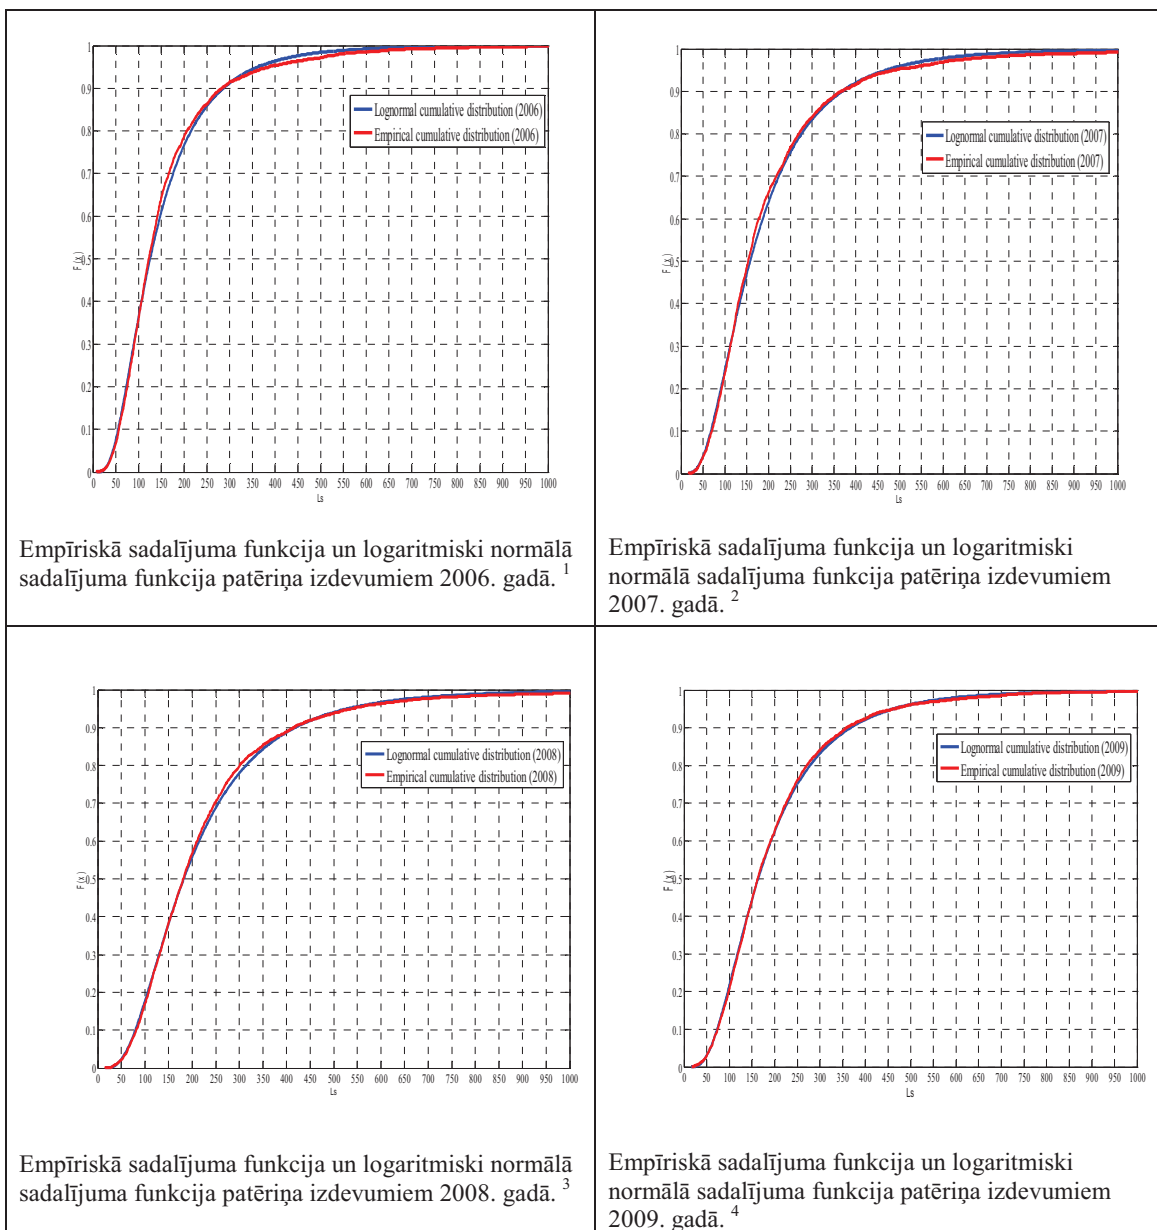 1
0.9
0.8
0.7
0.6
0.5
0.4
0.3
0.2
0.1
0
F(x)
Lognormal cumulative distribution (2006)
Empirical cumulative distribution (2006)
0 50 100 150 200 250 300 350 400 450 500 550 600 650 700 750 800 850 900 950 1000
Ls
Empīriskā sadalījuma funkcija un logaritmiski normālā
sadalījuma funkcija patēriņa izdevumiem 2006. gadā. 1
1
0.9
0.8
0.7
0.6
0.5
0.4
0.3
0.2
0.1
0
F(x)
Lognormal cumulative distribution (2007)
Empirical cumulative distribution (2007)
0 50 100 150 200 250 300 350 400 450 500 550 600 650 700 750 800 850 900 950 1000
Ls
Empīriskā sadalījuma funkcija un logaritmiski
normālā sadalījuma funkcija patēriņa izdevumiem
2007. gadā. 2
1
0.9
0.8
0.7
0.6
0.5
0.4
0.3
0.2
0.1
0
F(x)
Lognormal cumulative distribution (2008)
Empirical cumulative distribution (2008)
0 50 100 150 200 250 300 350 400 450 500 550 600 650 700 750 800 850 900 950 1000
Ls
Empīriskā sadalījuma funkcija un logaritmiski normālā
sadalījuma funkcija patēriņa izdevumiem 2008. gadā. 3
1
0.9
0.8
0.7
0.6
0.5
0.4
0.3
0.2
0.1
0
F(x)
Lognormal cumulative distribution (2009)
Empirical cumulative distribution (2009)
0 50 100 150 200 250 300 350 400 450 500 550 600 650 700 750 800 850 900 950 1000
Ls
Empīriskā sadalījuma funkcija un logaritmiski
normālā sadalījuma funkcija patēriņa izdevumiem
2009. gadā. 4